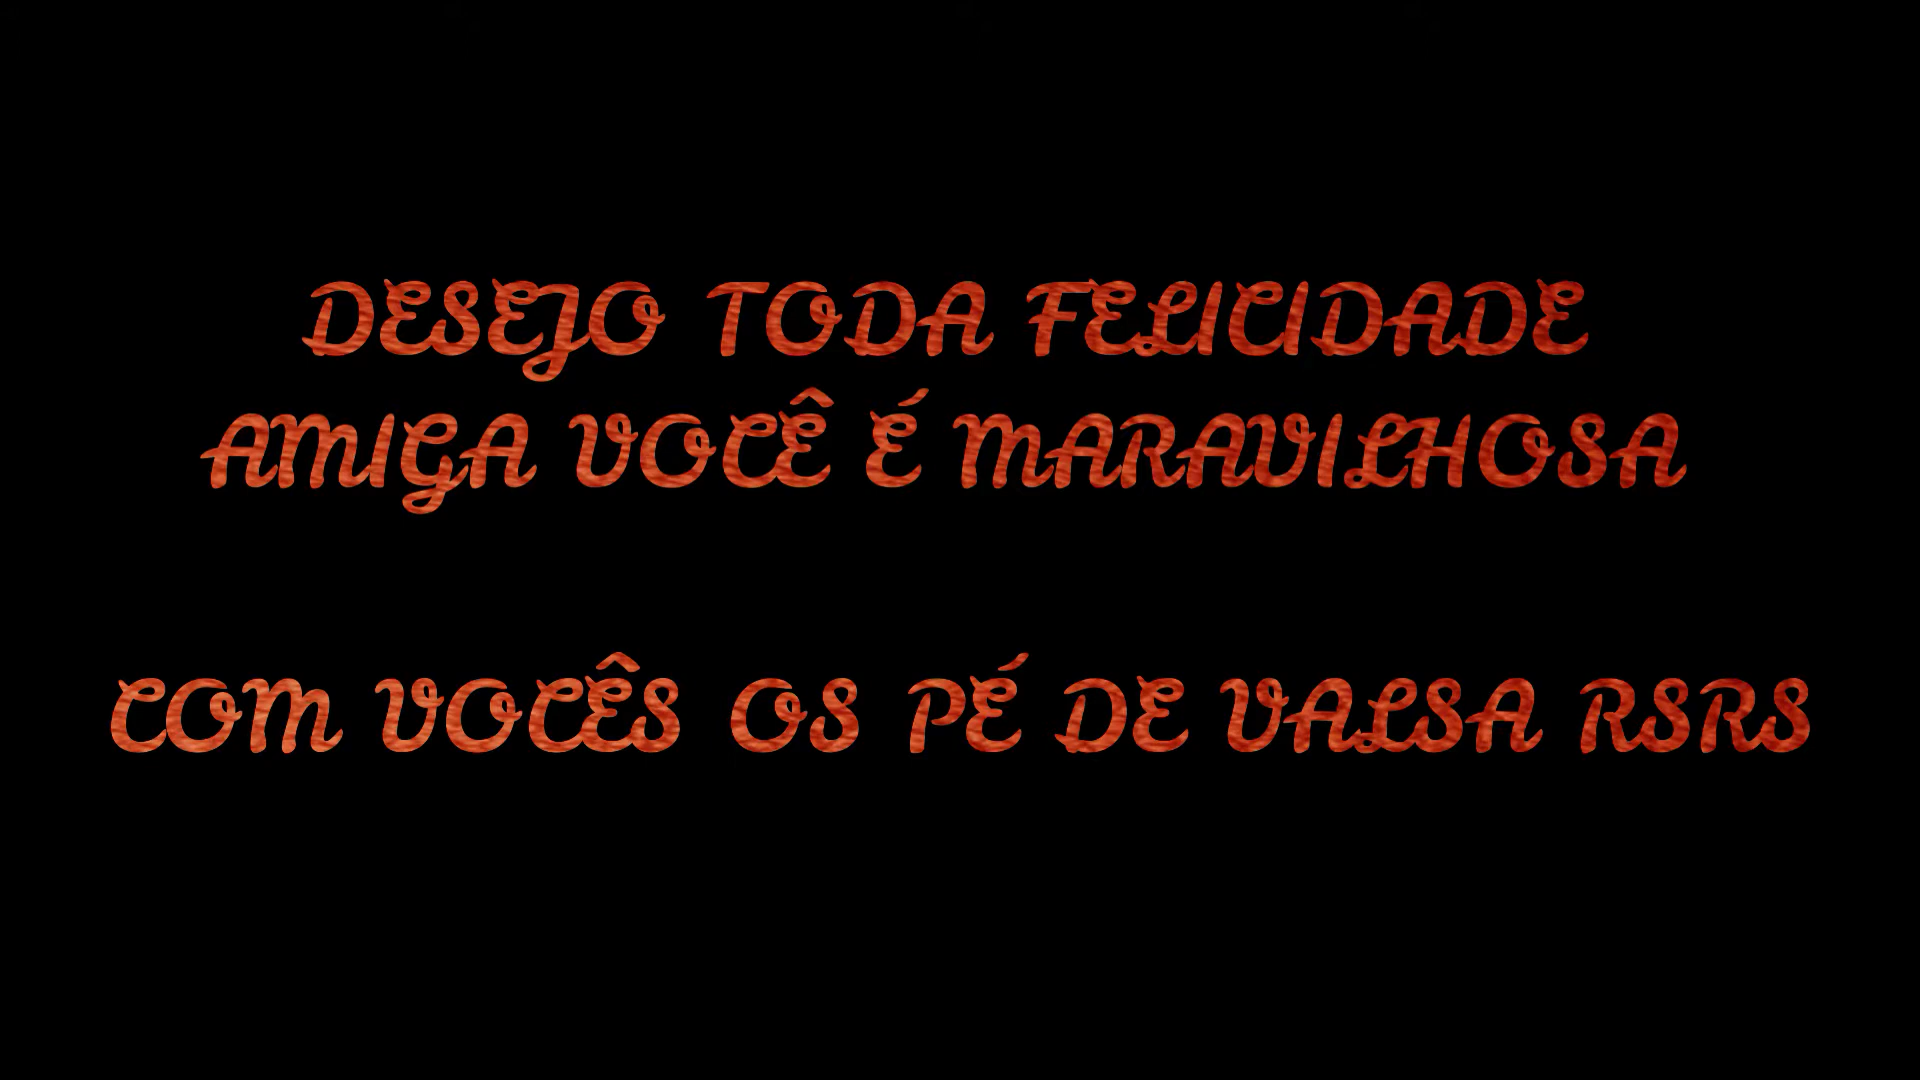 DESEJO TODA FELICIDADE
AMIGA VOCÊ É MARAVILHOSA
COM VOCÊS OS PÉ DE VALSA RSRS